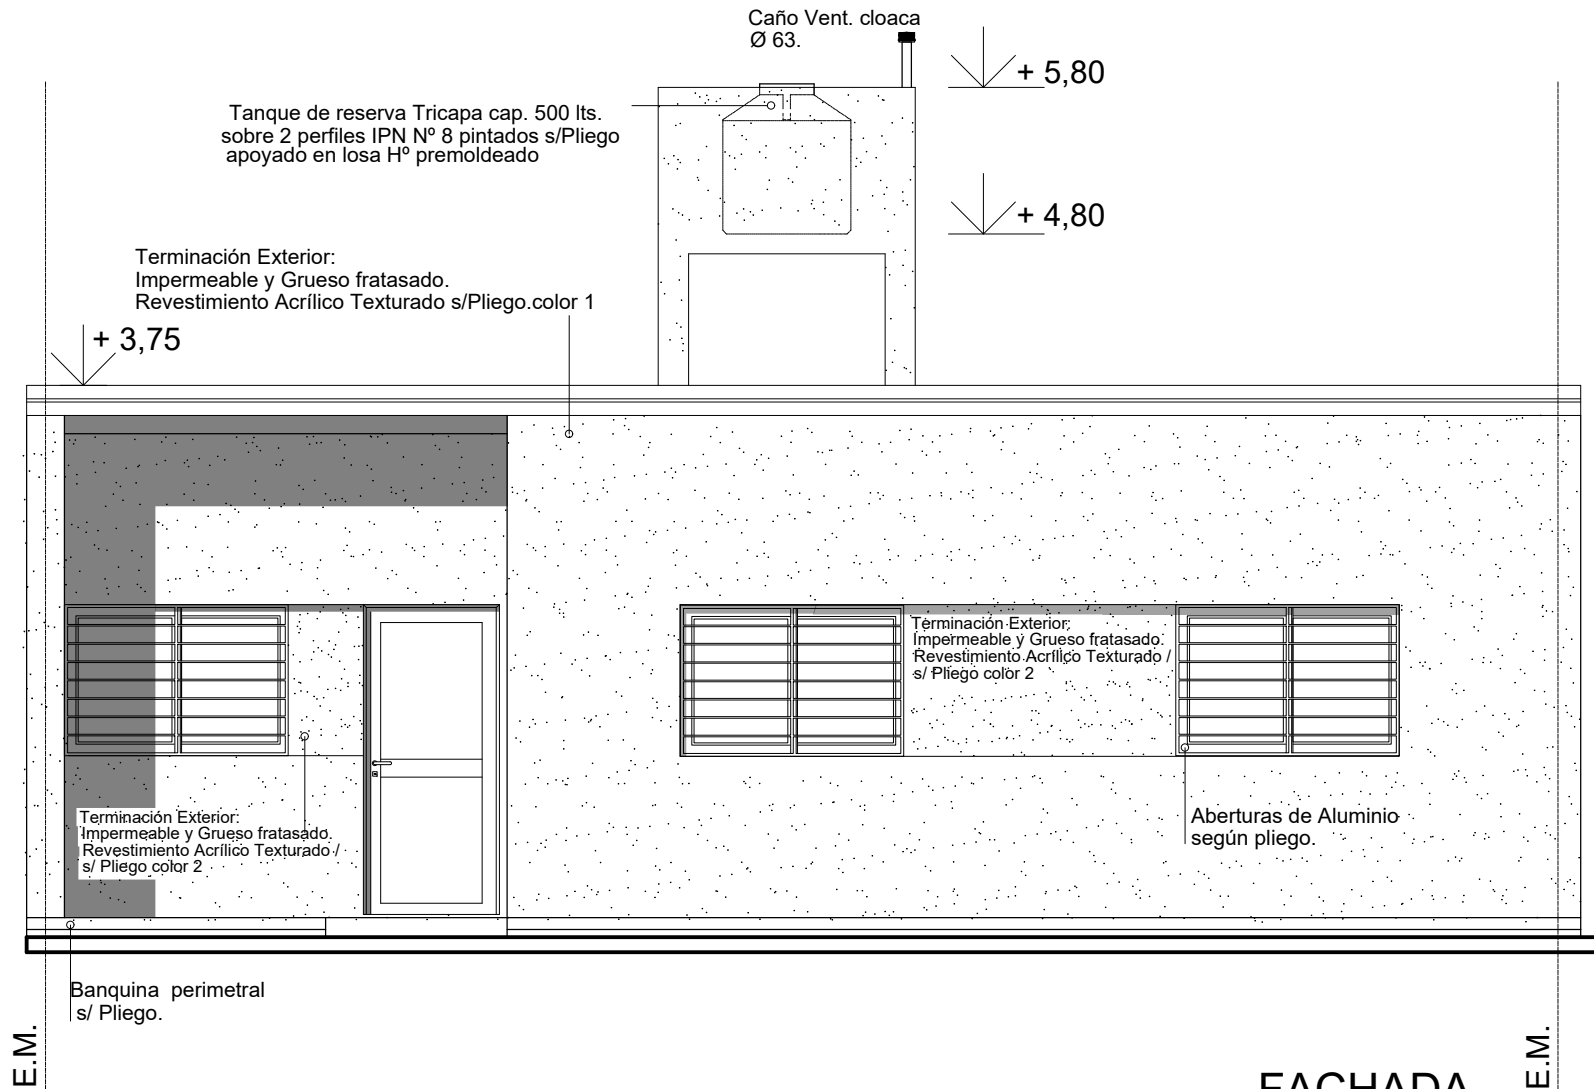 Caño Vent. cloaca
Ø 63.
+ 5,80
Tanque de reserva Tricapa cap. 500 lts.
sobre 2 perfiles IPN Nº 8 pintados s/Pliego
apoyado en losa Hº premoldeado
+ 4,80
Terminación Exterior:
Impermeable y Grueso fratasado.
Revestimiento Acrílico Texturado s/Pliego.color 1
+ 3,75
Terminación Exterior:
Impermeable y Grueso fratasado.
Revestimiento Acrílico Texturado /
s/ Pliego color 2
Terminación Exterior:
Impermeable y Grueso fratasado.
Revestimiento Acrílico Texturado /
s/ Pliego color 2
Aberturas de Aluminio
según pliego.
Banquina perimetral
s/ Pliego.
E.M.
E.M.
FACHADA